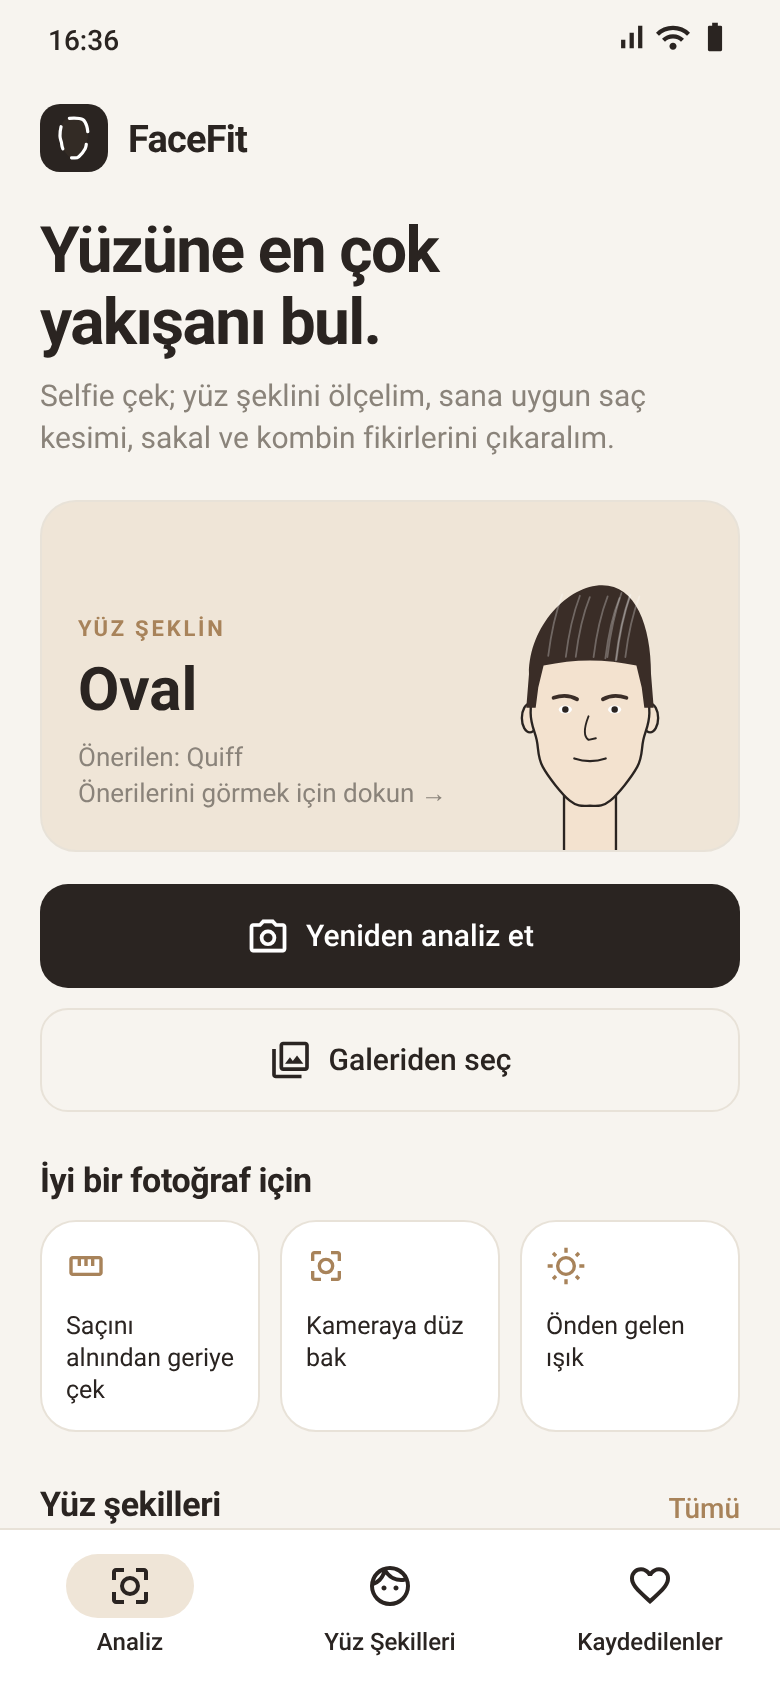 16:36
FaceFit
Yüzüne en çok
yakışanı bul.
Selfie çek; yüz şeklini ölçelim, sana uygun saç
kesimi, sakal ve kombin fikirlerini çıkaralım.
YÜZ ŞEKLİN
Oval
Önerilen: Quiff
Önerilerini görmek için dokun →
Yeniden analiz et
Galeriden seç
İyi bir fotoğraf için
Saçını
alnından geriye
çek
Kameraya düz
bak
Önden gelen
ışık
Yüz şekilleri
Tümü
Analiz
Yüz Şekilleri
Kaydedilenler